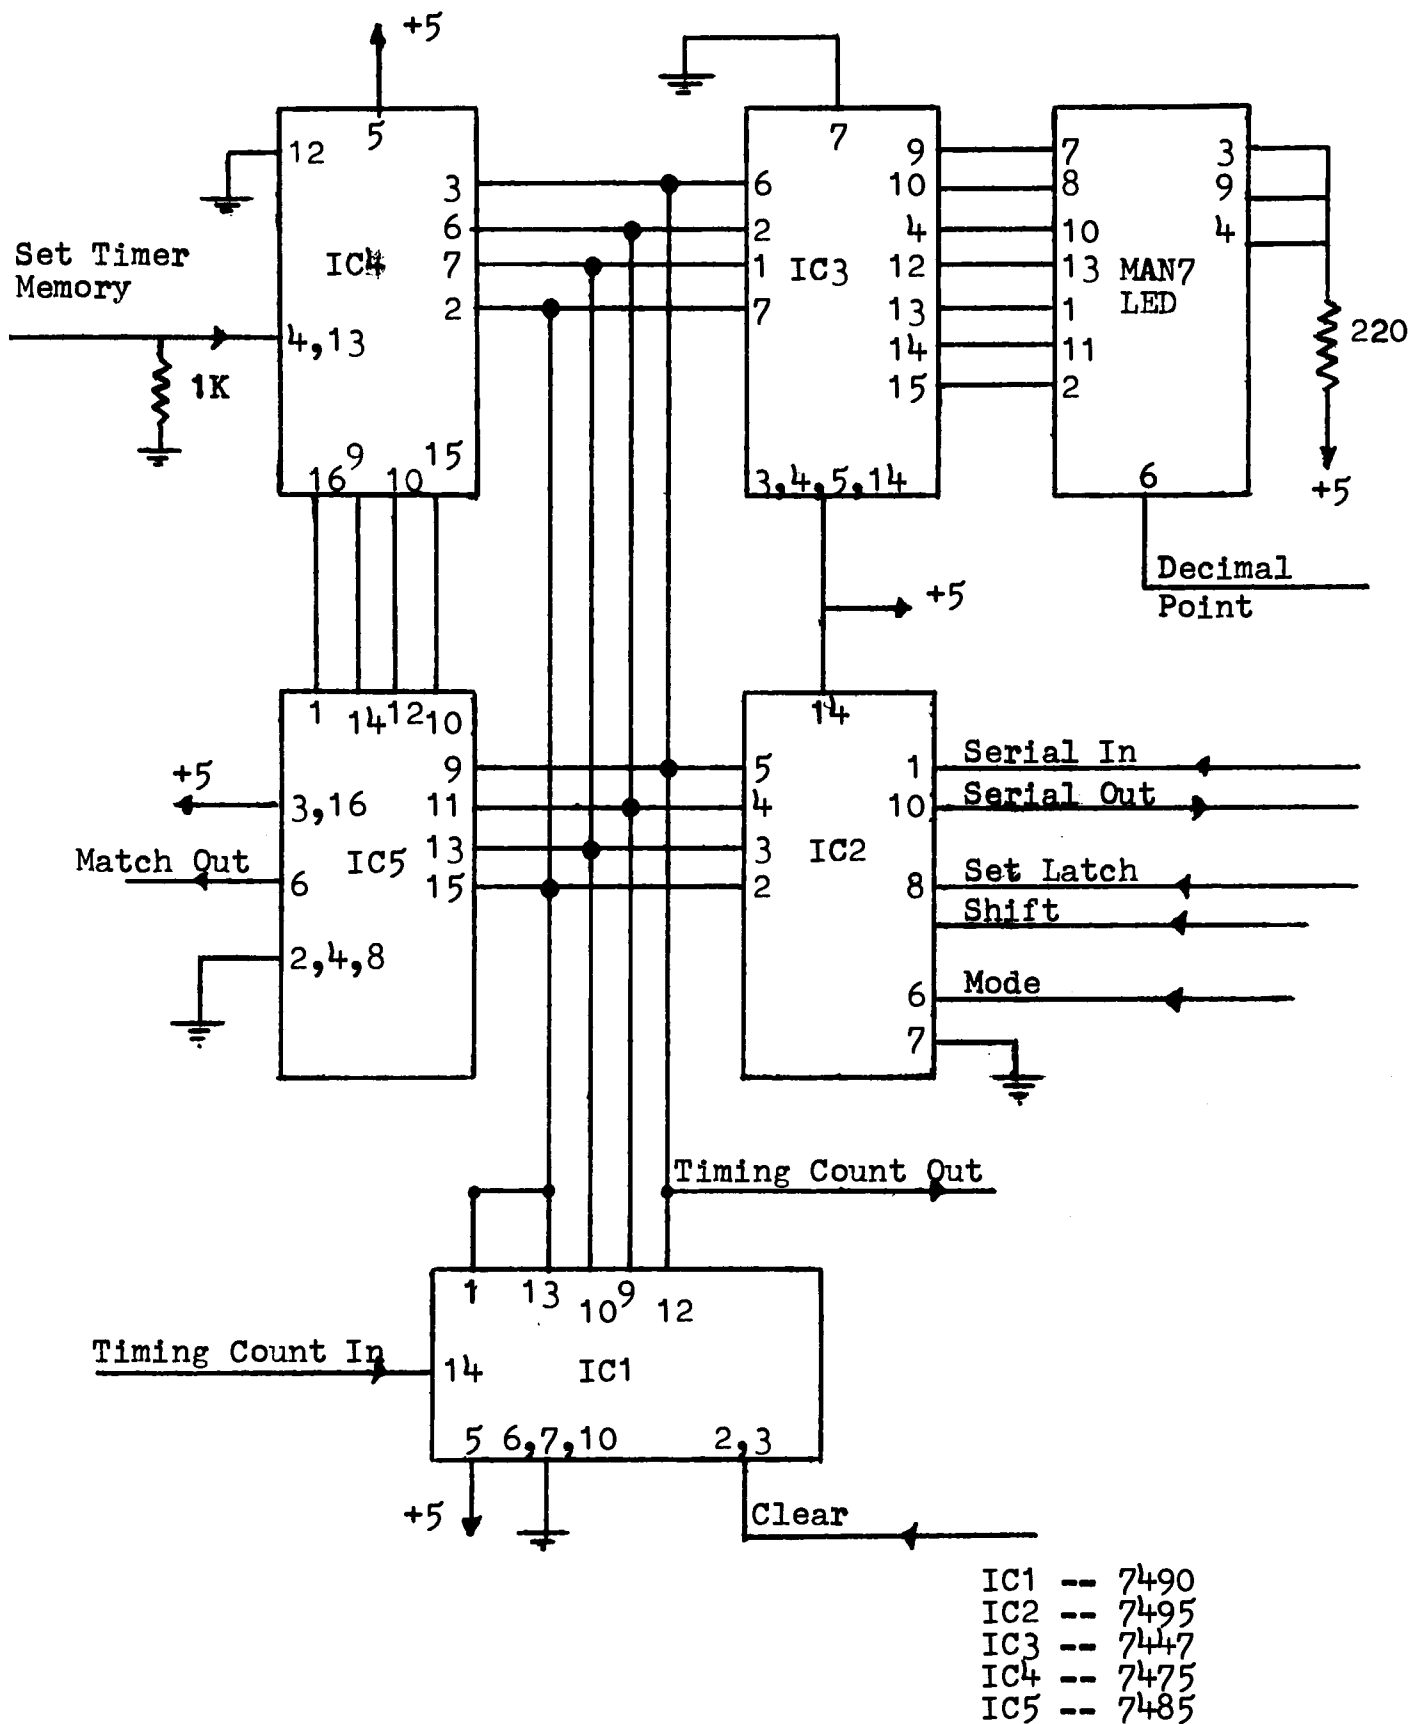 +5
5
12
3
6
7
2
IC4
Set Timer
Memory
4,13
1K
16 9 10 15
7
6
2
1
7
IC3
9
10
4
12
13
14
15
3,4,5,14
7
8
10
13
1
11
2
MAN7
LED
3
9
4
220
+5
6
Decimal
Point
+5
1 14 12 10
+5
3,16
Match Out
6
2,4,8
IC5
9
11
13
15
14
5
4
3
2
IC2
1 Serial In
10 Serial Out
8 Set Latch
Shift
6 Mode
7
Timing Count Out
1 13 10 9 12
Timing Count In
14
IC1
5 6,7,10 2,3
+5
Clear
IC1 -- 7490
IC2 -- 7495
IC3 -- 7447
IC4 -- 7475
IC5 -- 7485